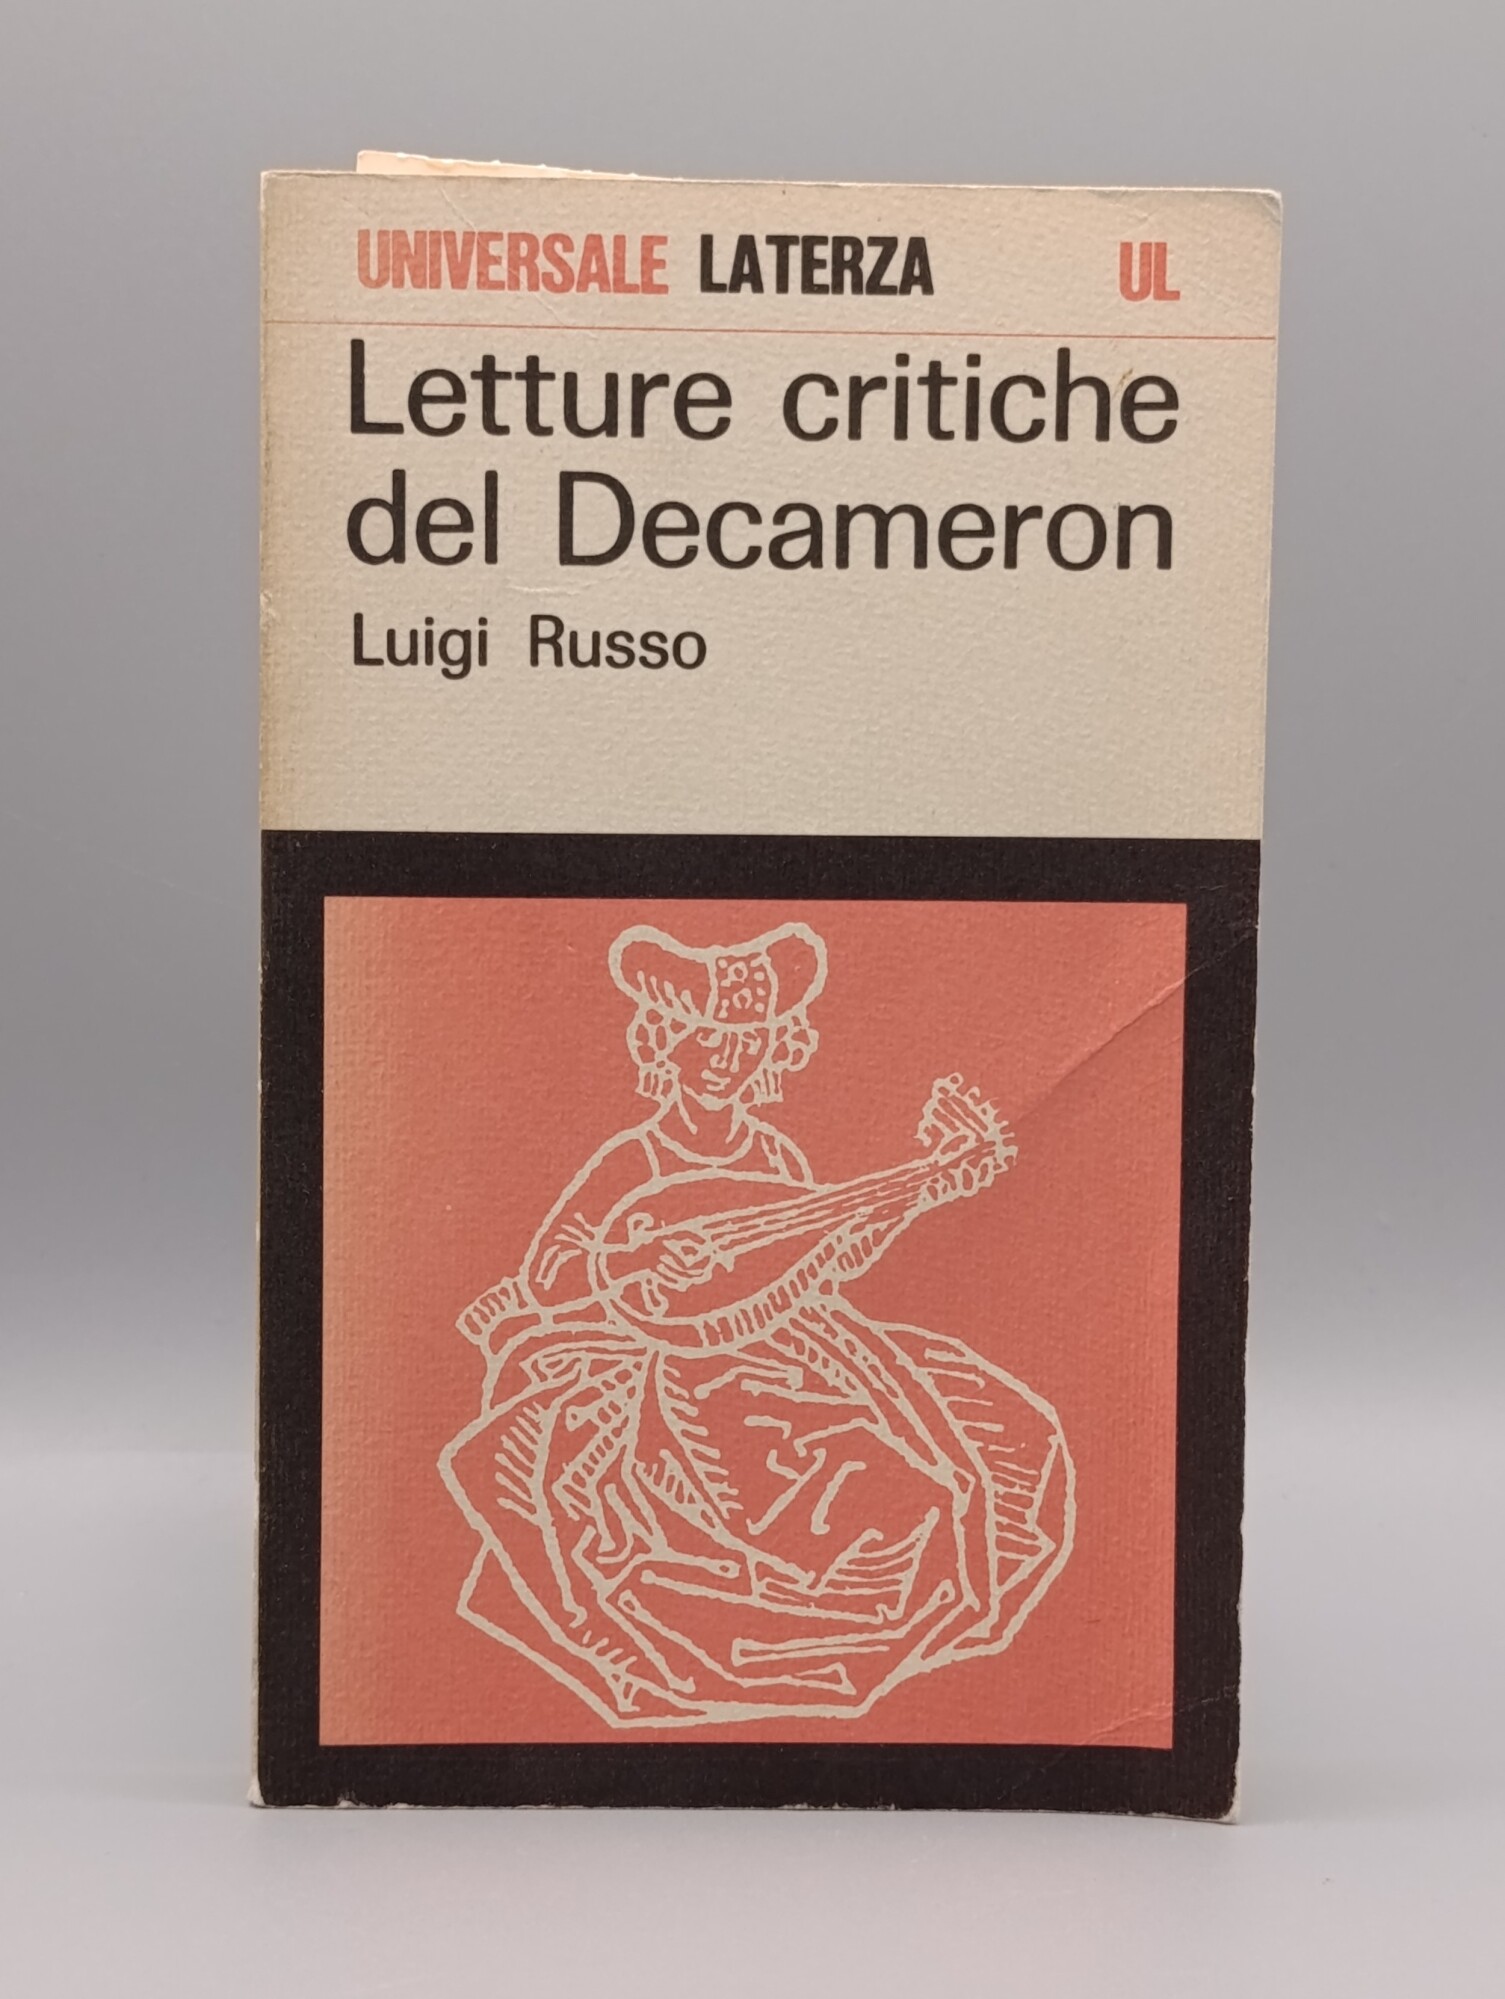 UNIVERSALE LATERZA UL
Letture critiche
del Decameron
Luigi Russo